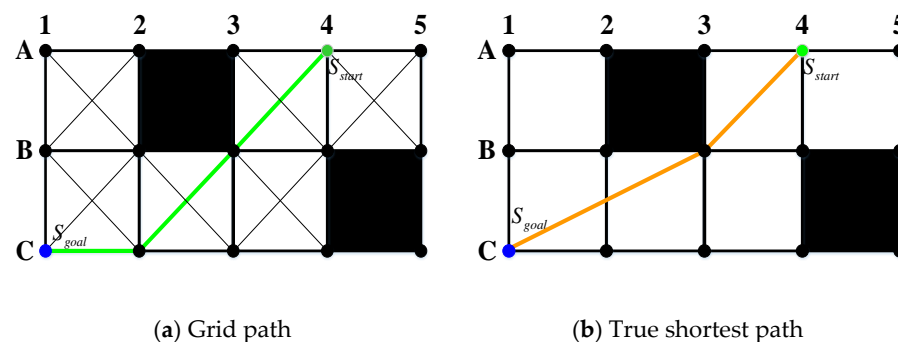 1 2 3 4 5
A
S_start
B
S_goal
C
(a) Grid path
1 2 3 4 5
A
S_start
B
S_goal
C
(b) True shortest path